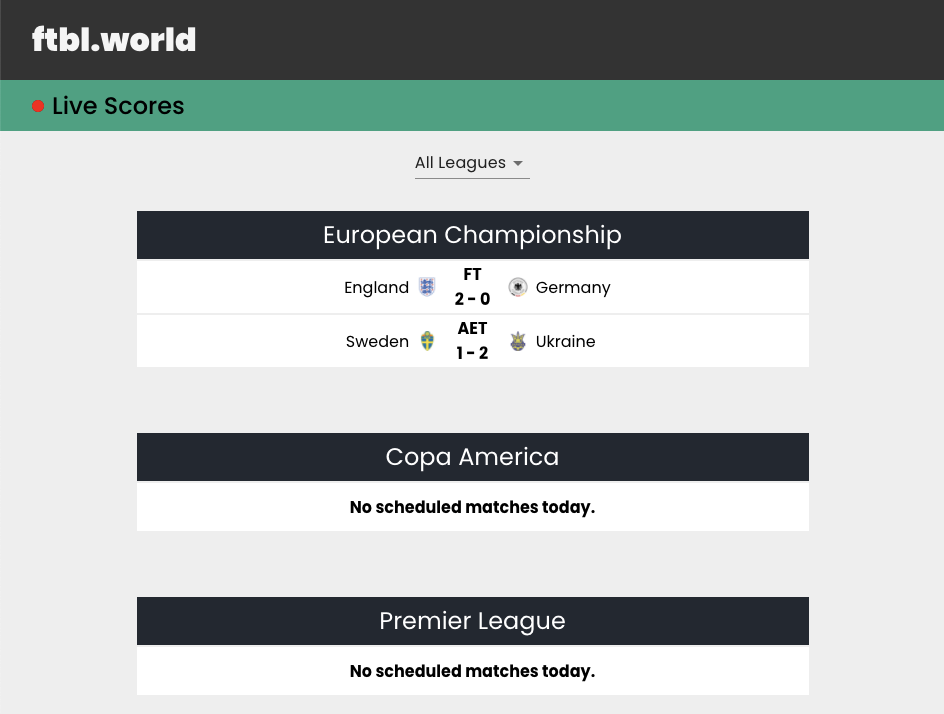 ftbl.world
Live Scores
All Leagues
European Championship
England FT Germany
2 - 0
Sweden AET Ukraine
1 - 2
Copa America
No scheduled matches today.
Premier League
No scheduled matches today.